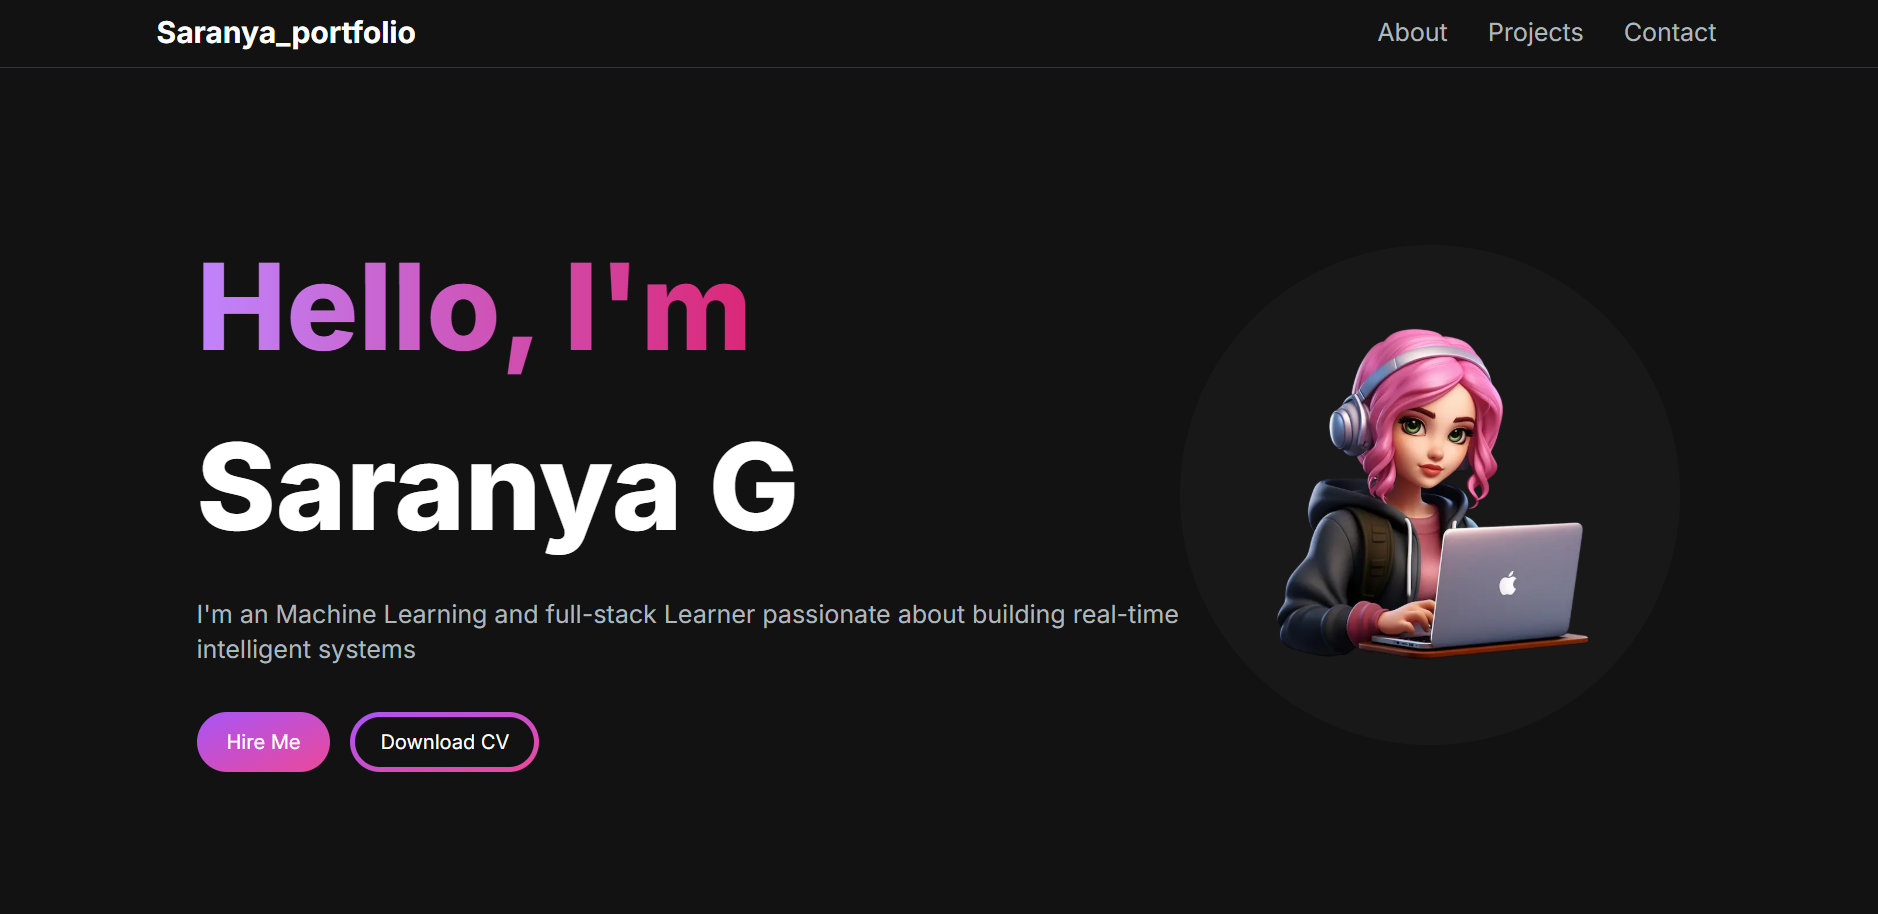 Saranya_portfolio
About
Projects
Contact
Hello, I'm
Saranya G
I'm an Machine Learning and full-stack Learner passionate about building real-time
intelligent systems
Hire Me
Download CV